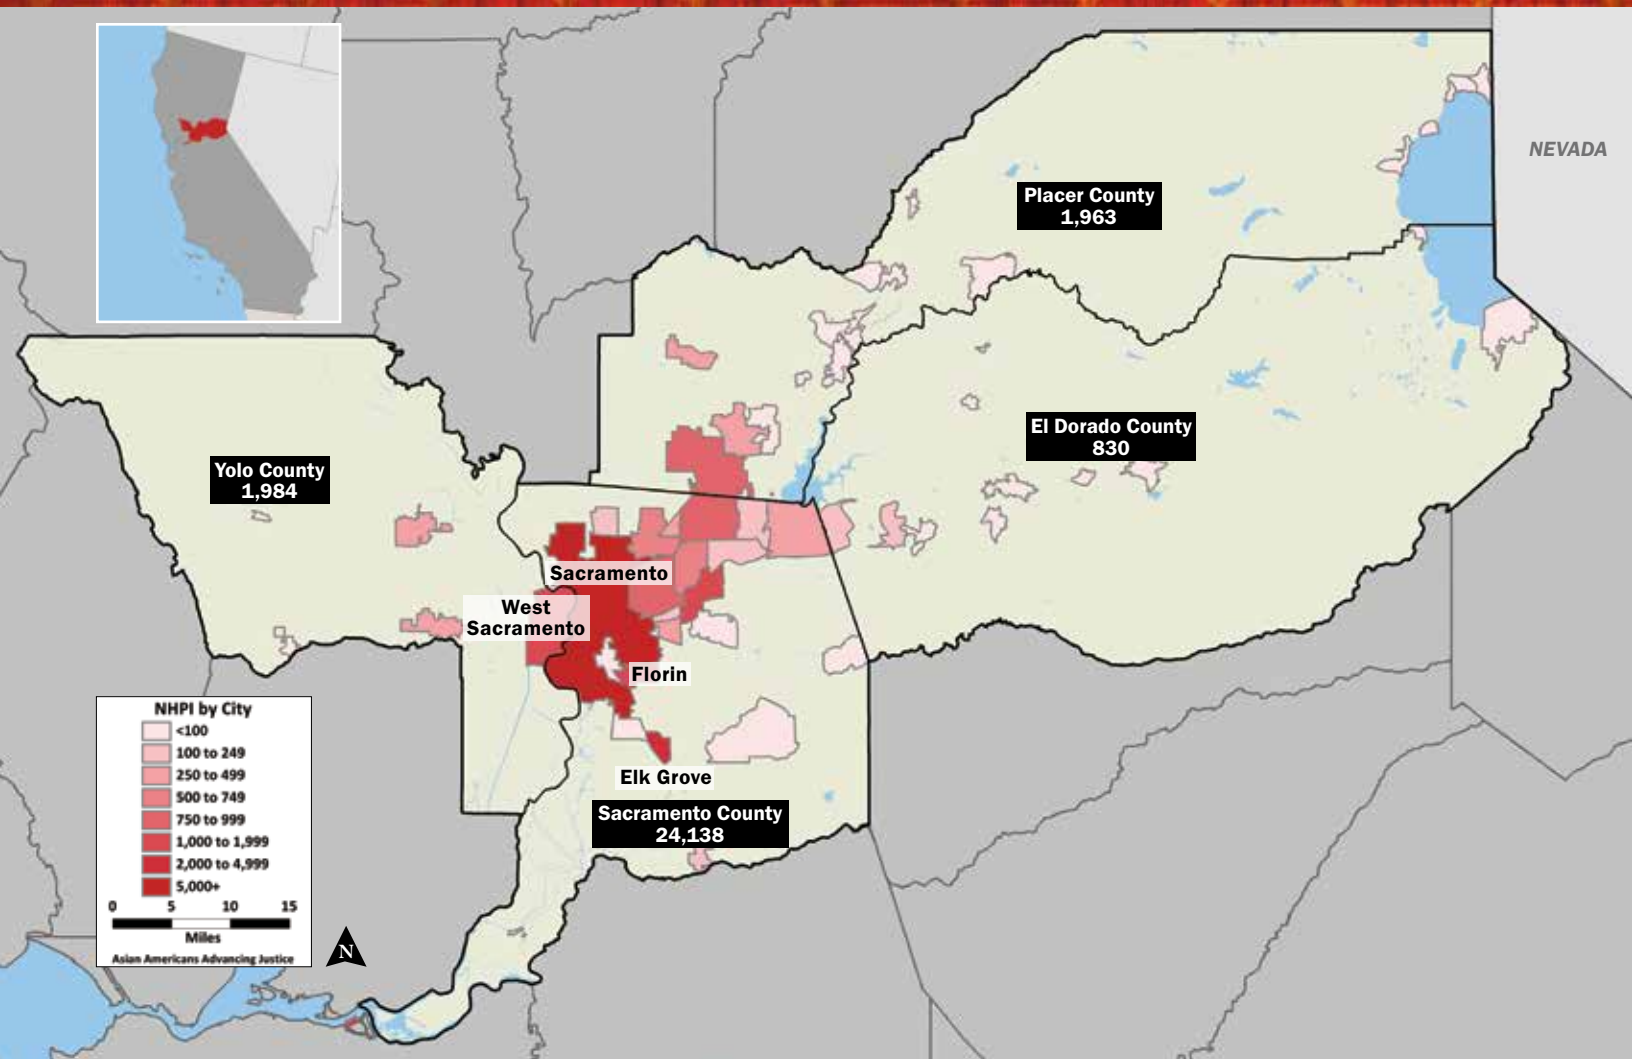 NEVADA
Placer County
1,963
El Dorado County
830
Yolo County
1,984
Sacramento
West
Sacramento
Florin
Elk Grove
Sacramento County
24,138
NHPI by City
<100
100 to 249
250 to 499
500 to 749
750 to 999
1,000 to 1,999
2,000 to 4,999
5,000+
0 5 10 15
Miles
Asian Americans Advancing Justice
N